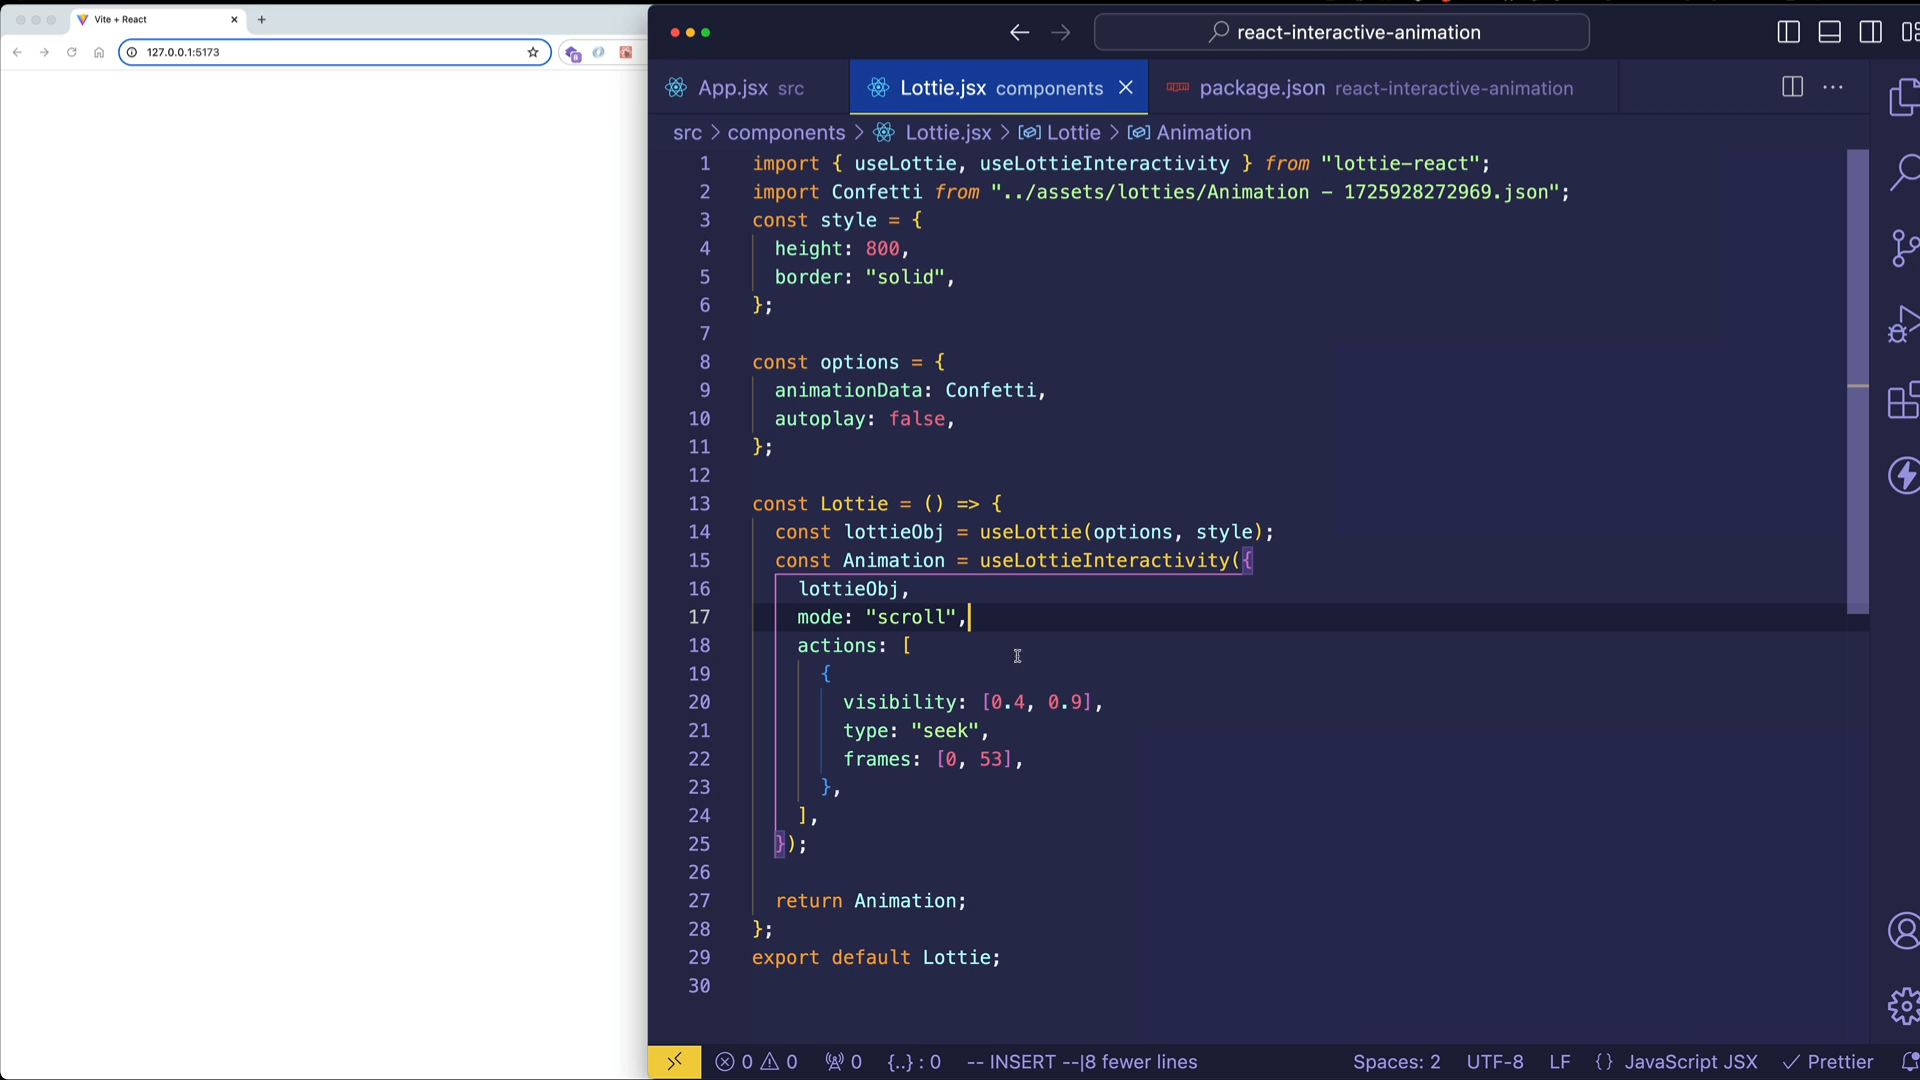 Vite + React
127.0.0.1:5173
react-interactive-animation
App.jsx src
Lottie.jsx components
package.json react-interactive-animation
src > components > Lottie.jsx > Lottie > Animation
1 import { useLottie, useLottieInteractivity } from "lottie-react";
2 import Confetti from "../assets/lotties/Animation - 1725928272969.json";
3 const style = {
4 height: 800,
5 border: "solid",
6 };
7
8 const options = {
9 animationData: Confetti,
10 autoplay: false,
11 };
12
13 const Lottie = () => {
14 const lottieObj = useLottie(options, style);
15 const Animation = useLottieInteractivity({
16 lottieObj,
17 mode: "scroll",
18 actions: [
19 {
20 visibility: [0.4, 0.9],
21 type: "seek",
22 frames: [0, 53],
23 },
24 ],
25 });
26
27 return Animation;
28 };
29 export default Lottie;
30
0 0 0 {..} : 0 -- INSERT --|8 fewer lines Spaces: 2 UTF-8 LF {} JavaScript JSX Prettier